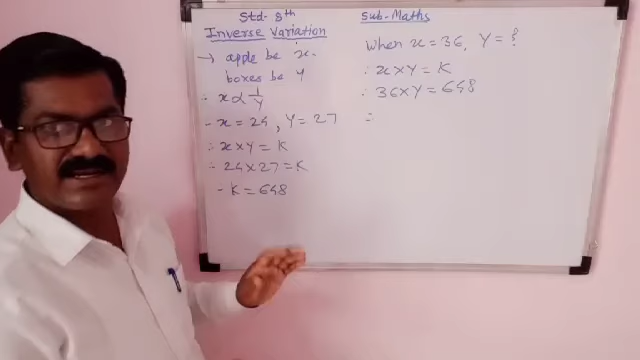 Std- 8th
Sub-Maths
Inverse Variation
→ apple be x.
boxes be y
∴ x ∝ 1/y
- x = 24, y = 27
∴ x × y = K
∴ 24 × 27 = K
- K = 648
When x = 36, Y = ?
∴ x × y = K
∴ 36 × y = 648
∴